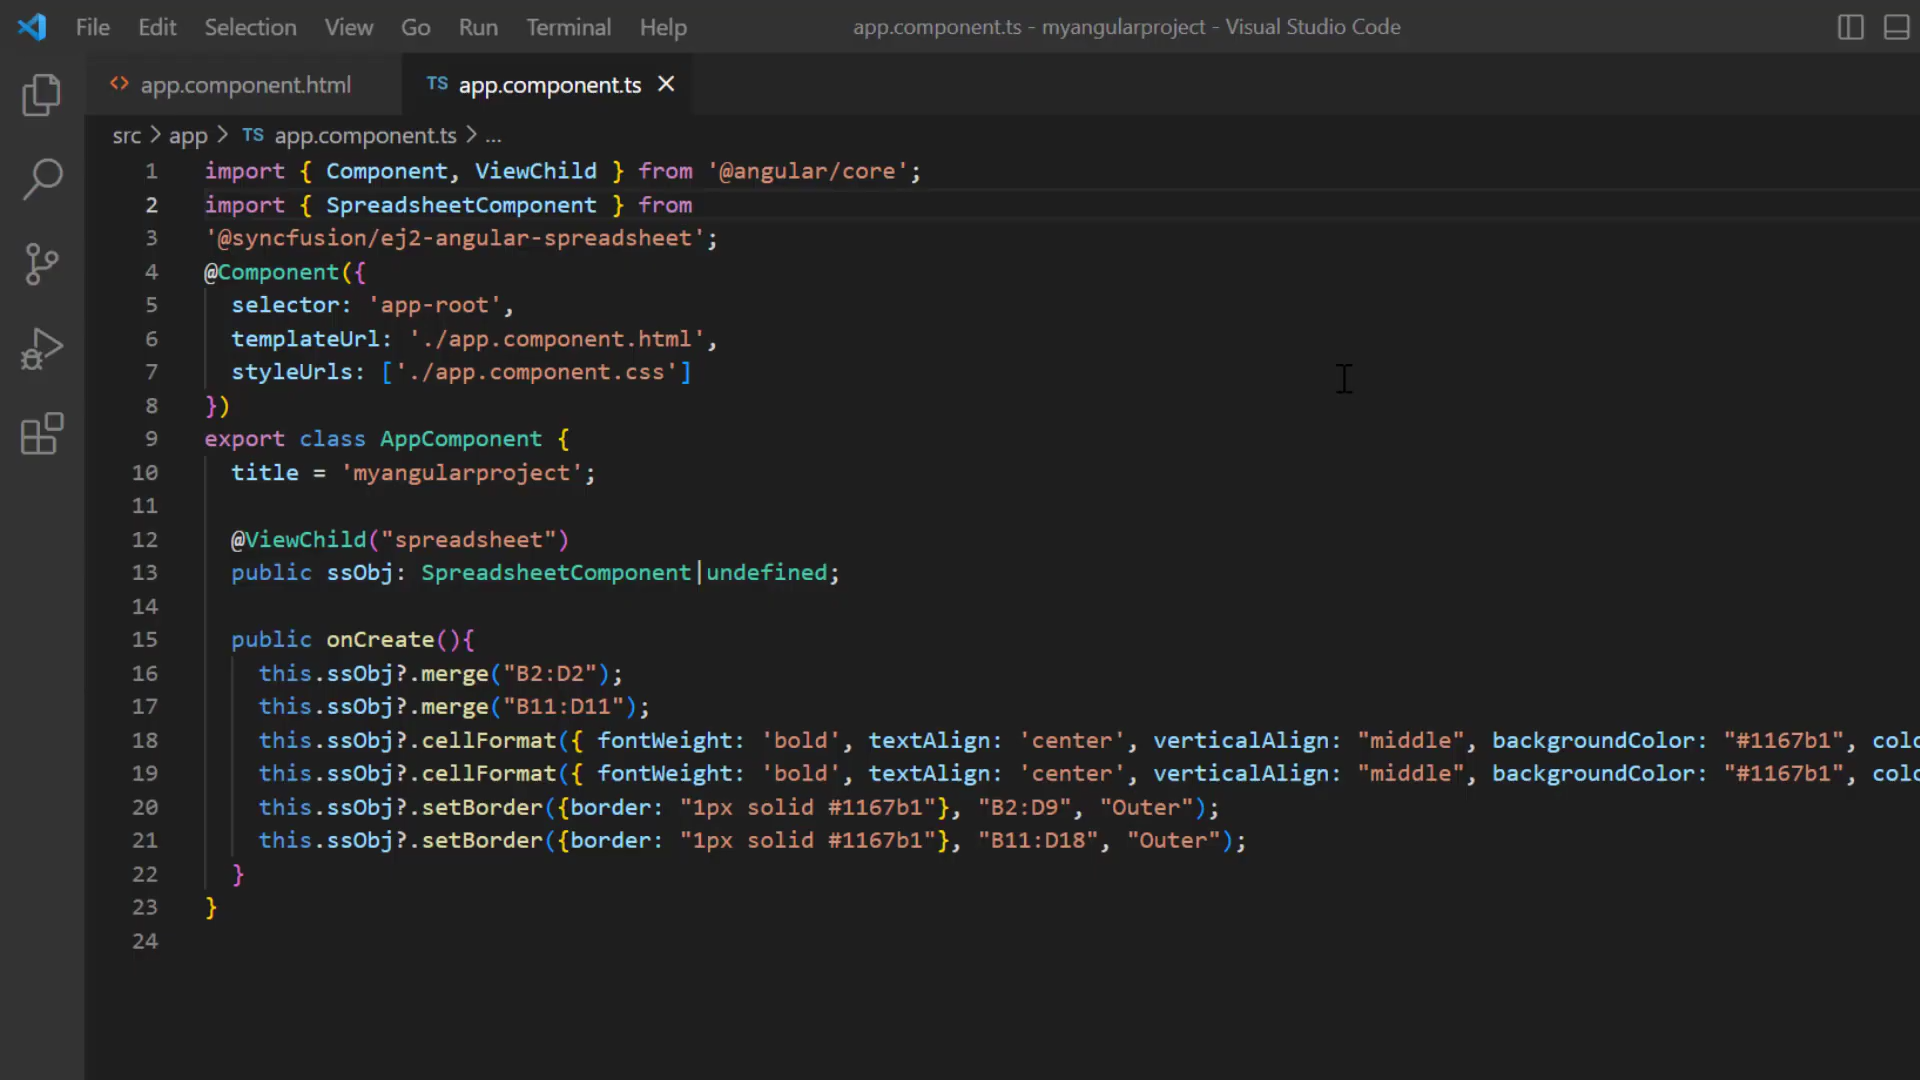 File Edit Selection View Go Run Terminal Help app.component.ts - myangularproject - Visual Studio Code
<> app.component.html TS app.component.ts ×
src > app > TS app.component.ts > ...
1 import { Component, ViewChild } from '@angular/core';
2 import { SpreadsheetComponent } from
3 '@syncfusion/ej2-angular-spreadsheet';
4 @Component({
5 selector: 'app-root',
6 templateUrl: './app.component.html',
7 styleUrls: ['./app.component.css']
8 })
9 export class AppComponent {
10 title = 'myangularproject';
11
12 @ViewChild("spreadsheet")
13 public ssObj: SpreadsheetComponent|undefined;
14
15 public onCreate(){
16 this.ssObj?.merge("B2:D2");
17 this.ssObj?.merge("B11:D11");
18 this.ssObj?.cellFormat({ fontWeight: 'bold', textAlign: 'center', verticalAlign: "middle", backgroundColor: "#1167b1", colo
19 this.ssObj?.cellFormat({ fontWeight: 'bold', textAlign: 'center', verticalAlign: "middle", backgroundColor: "#1167b1", colo
20 this.ssObj?.setBorder({border: "1px solid #1167b1"}, "B2:D9", "Outer");
21 this.ssObj?.setBorder({border: "1px solid #1167b1"}, "B11:D18", "Outer");
22 }
23 }
24